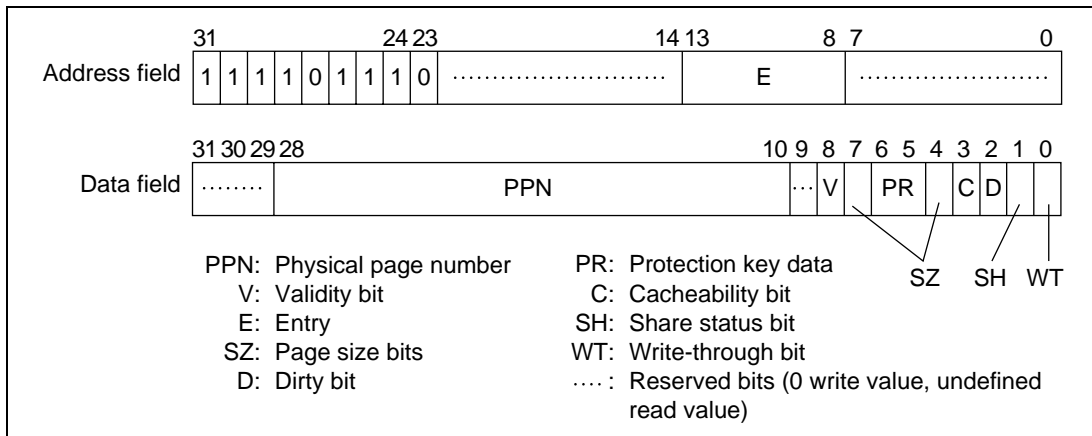 31 24 23 14 13 8 7 0
Address field 1 1 1 1 0 1 1 1 0 ........................... E ...........................
31 30 29 28 10 9 8 7 6 5 4 3 2 1 0
Data field ........ PPN ... V PR C D
SZ SH WT
PPN: Physical page number
V: Validity bit
E: Entry
SZ: Page size bits
D: Dirty bit
PR: Protection key data
C: Cacheability bit
SH: Share status bit
WT: Write-through bit
....: Reserved bits (0 write value, undefined
read value)